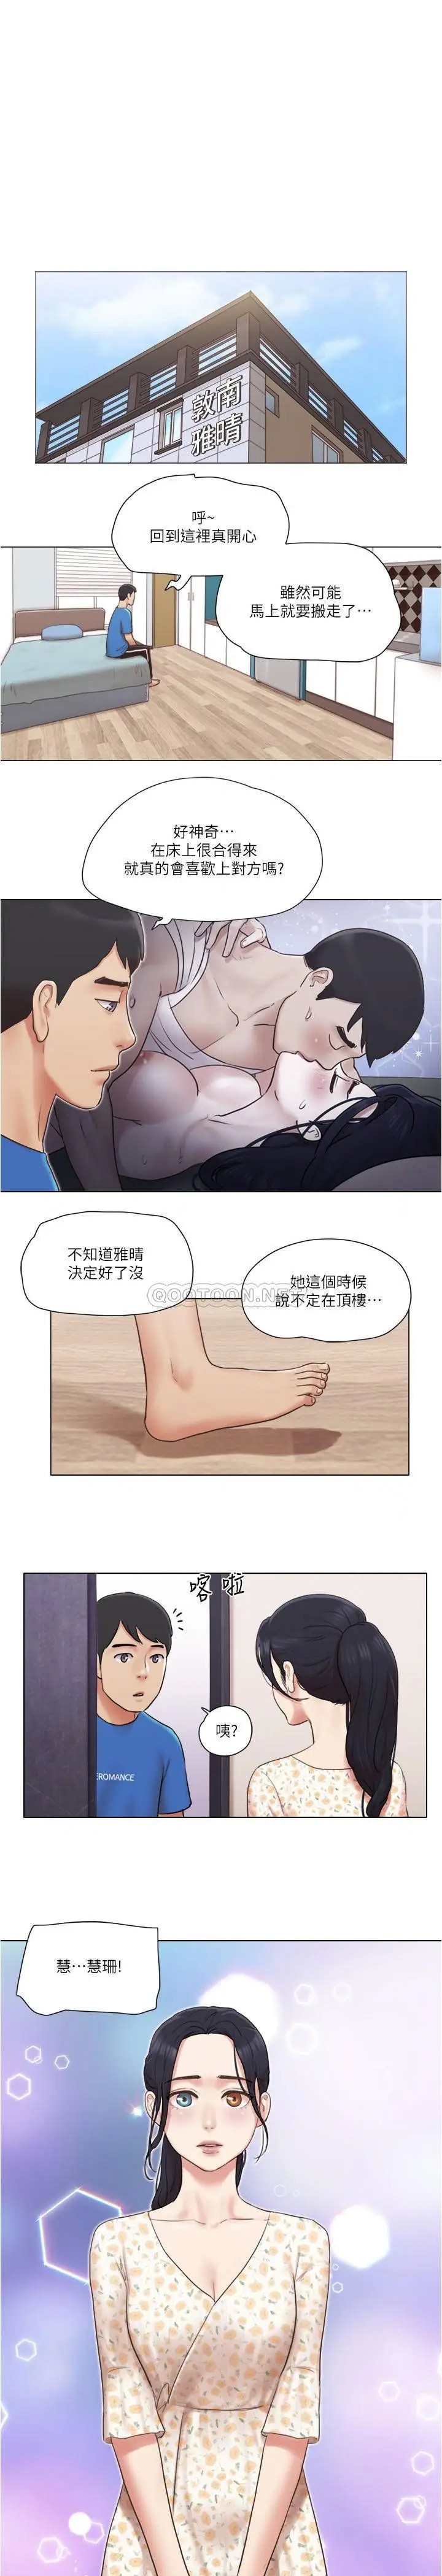 敦南
雅晴
呼~
回到這裡真開心
雖然可能
馬上就要搬走了…
好神奇…
在床上很合得來
就真的會喜歡上對方嗎?
不知道雅晴
決定好了沒
QOOTOON.NET
她這個時候
說不定在頂樓…
喀啦
EROMANCE
咦?
慧…慧珊!